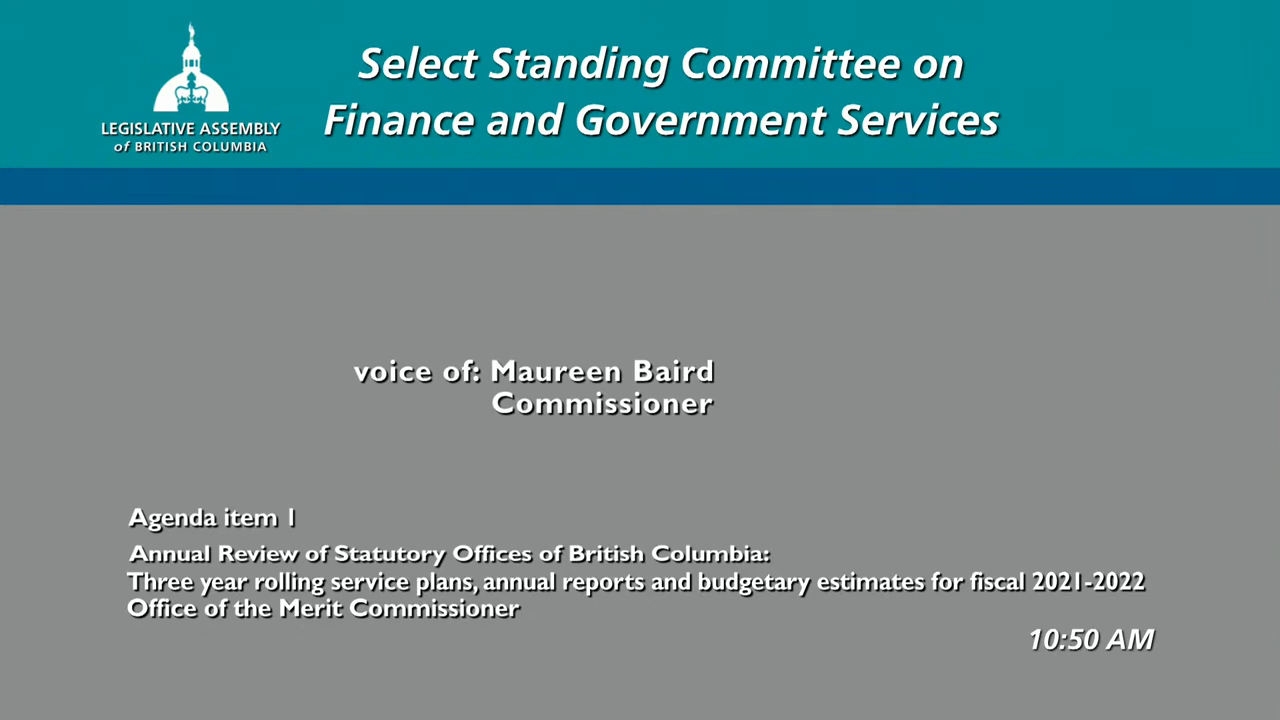 Select Standing Committee on
Finance and Government Services
LEGISLATIVE ASSEMBLY
of BRITISH COLUMBIA
voice of: Maureen Baird
Commissioner
Agenda item 1
Annual Review of Statutory Offices of British Columbia:
Three year rolling service plans, annual reports and budgetary estimates for fiscal 2021-2022
Office of the Merit Commissioner
10:50 AM